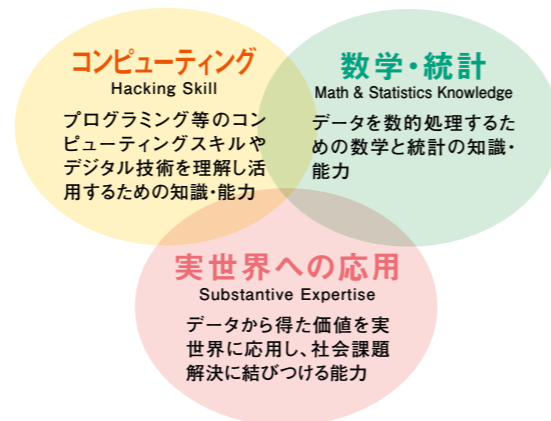 コンピューティング
Hacking Skill
プログラミング等のコン
ピューティングスキルや
デジタル技術を理解し活
用するための知識・能力
数学・統計
Math & Statistics Knowledge
データを数的処理するた
めの数学と統計の知識・
能力
実世界への応用
Substantive Expertise
データから得た価値を実
世界に応用し、社会課題
解決に結びつける能力